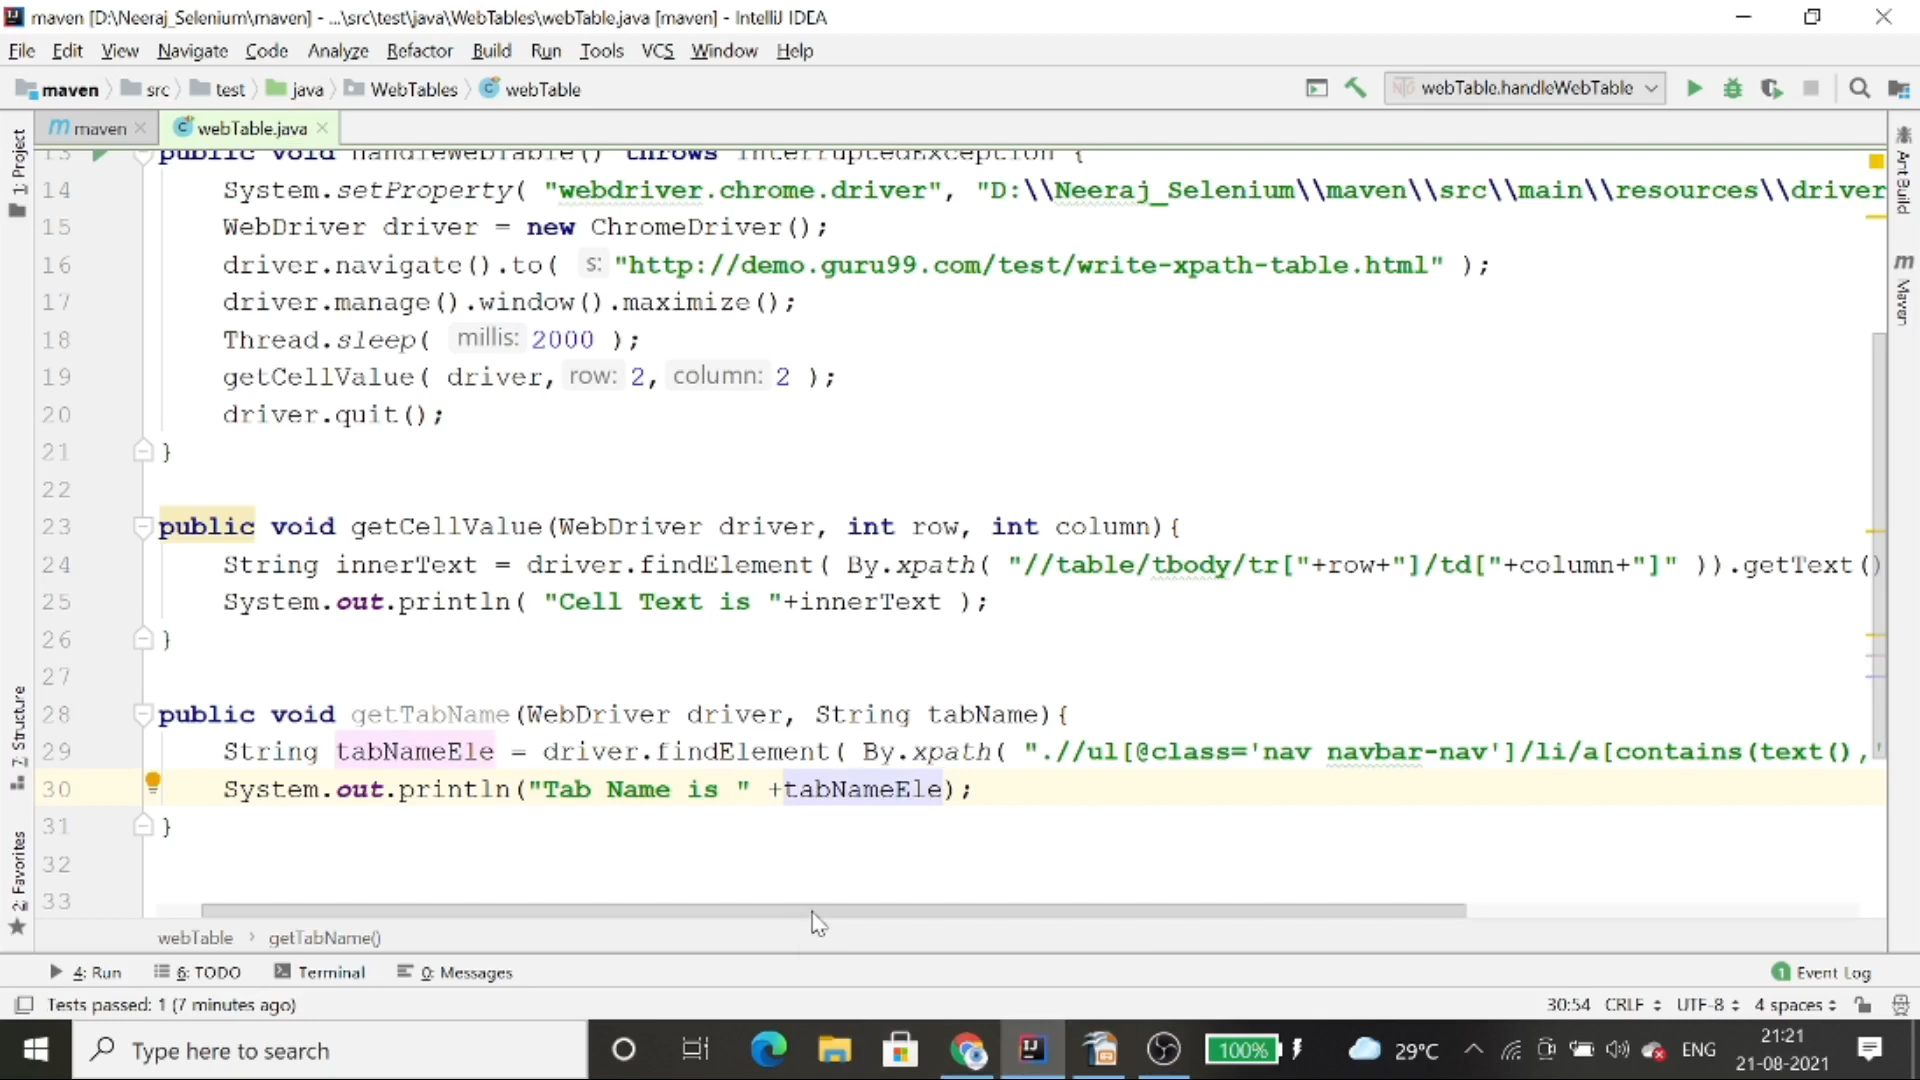 maven [D:\Neeraj_Selenium\maven] - ...\src\test\java\WebTables\webTable.java [maven] - IntelliJ IDEA
File Edit View Navigate Code Analyze Refactor Build Run Tools VCS Window Help
maven src test java WebTables webTable
webTable.handleWebTable
maven webTable.java
13 public void handleWebTable() throws InterruptedException {
14 System.setProperty( "webdriver.chrome.driver", "D:\\Neeraj_Selenium\\maven\\src\\main\\resources\\driver
15 WebDriver driver = new ChromeDriver();
16 driver.navigate().to( s: "http://demo.guru99.com/test/write-xpath-table.html" );
17 driver.manage().window().maximize();
18 Thread.sleep( millis: 2000 );
19 getCellValue( driver, row: 2, column: 2 );
20 driver.quit();
21 }
22
23 public void getCellValue(WebDriver driver, int row, int column){
24 String innerText = driver.findElement( By.xpath( "//table/tbody/tr["+row+"]/td["+column+"]" )).getText()
25 System.out.println( "Cell Text is "+innerText );
26 }
27
28 public void getTabName(WebDriver driver, String tabName){
29 String tabNameEle = driver.findElement( By.xpath( ".//ul[@class='nav navbar-nav']/li/a[contains(text(),'
30 System.out.println("Tab Name is " +tabNameEle);
31 }
32
33
1: Project
7: Structure
2: Favorites
Ant Build
m Maven
webTable getTabName()
4: Run 6: TODO Terminal 0: Messages 1 Event Log
Tests passed: 1 (7 minutes ago) 30:54 CRLF UTF-8 4 spaces
Type here to search 100% 29°C ENG 21:21
21-08-2021